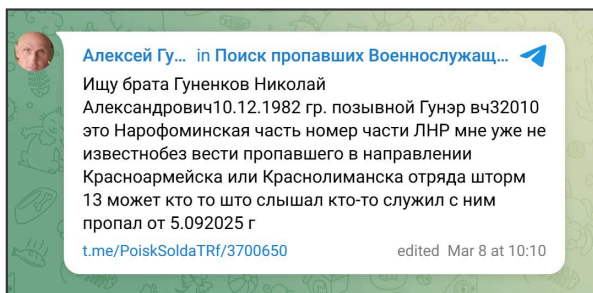 Алексей Гу... in Поиск пропавших Военнослужащ...
Ищу брата Гуненков Николай
Александрович10.12.1982 гр. позывной Гунэр вч32010
это Нарофоминская часть номер части ЛНР мне уже не
известнобез вести пропавшего в направлении
Красноармейска или Краснолиманска отряда шторм
13 может кто то што слышал кто-то служил с ним
пропал от 5.092025 г
t.me/PoiskSoldaTRf/3700650 edited Mar 8 at 10:10